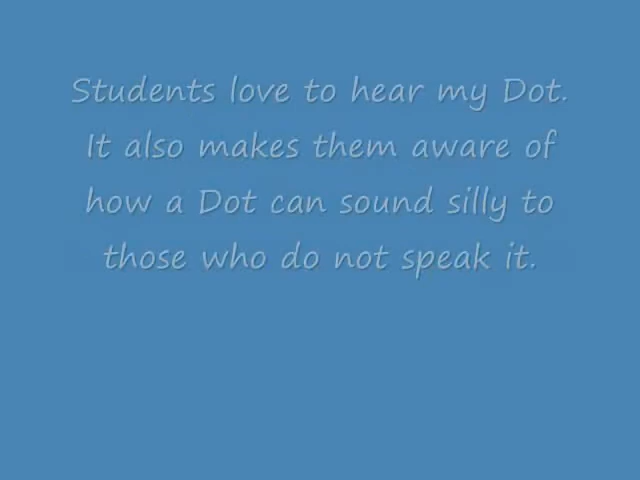 Students love to hear my Dot.
It also makes them aware of
how a Dot can sound silly to
those who do not speak it.